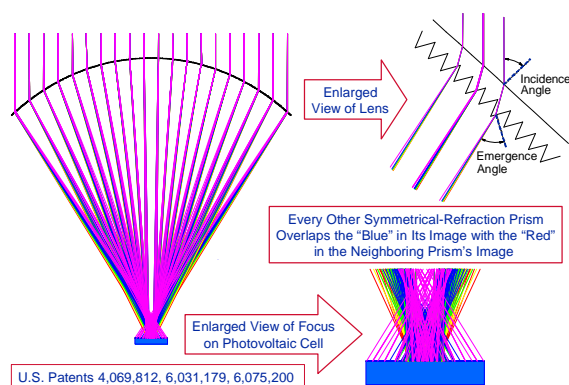 Enlarged
View of Lens
Incidence
Angle
Emergence
Angle
Every Other Symmetrical-Refraction Prism
Overlaps the “Blue” in Its Image with the “Red”
in the Neighboring Prism’s Image
Enlarged View of Focus
on Photovoltaic Cell
U.S. Patents 4,069,812, 6,031,179, 6,075,200